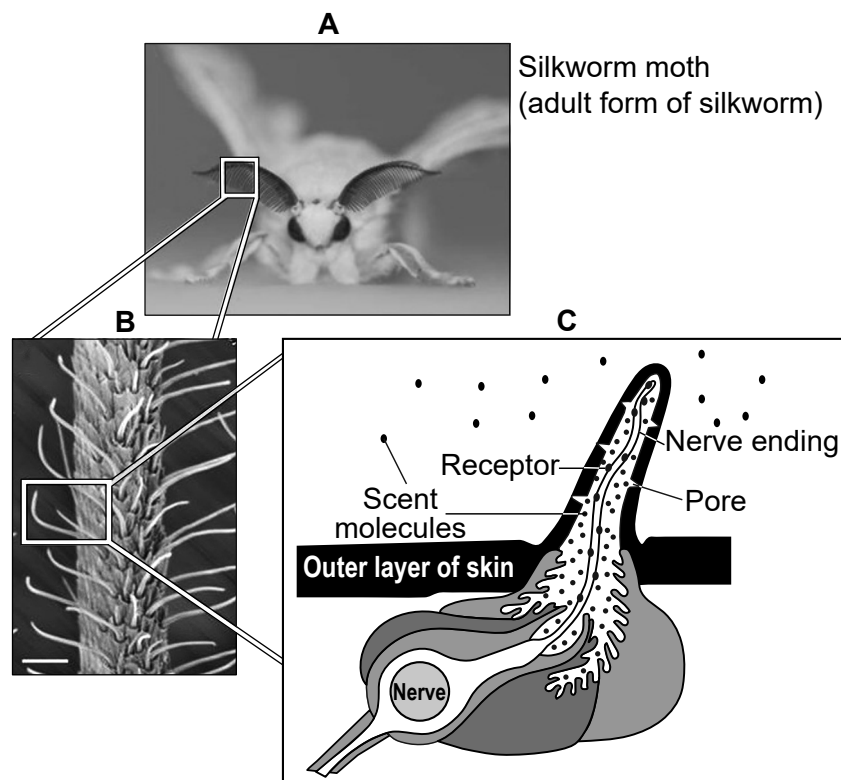 A
Silkworm moth
(adult form of silkworm)
B
C
Nerve ending
Receptor
Pore
Scent
molecules
Outer layer of skin
Nerve